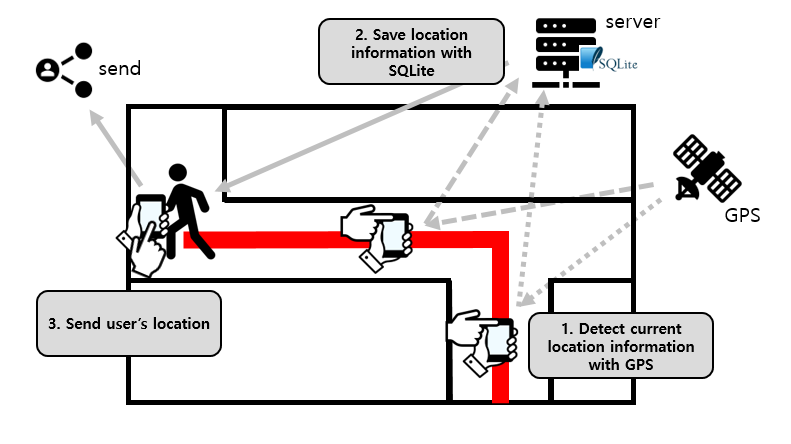 2. Save location
information with
SQLite
server
SQLite
send
GPS
3. Send user's location
1. Detect current
location information
with GPS